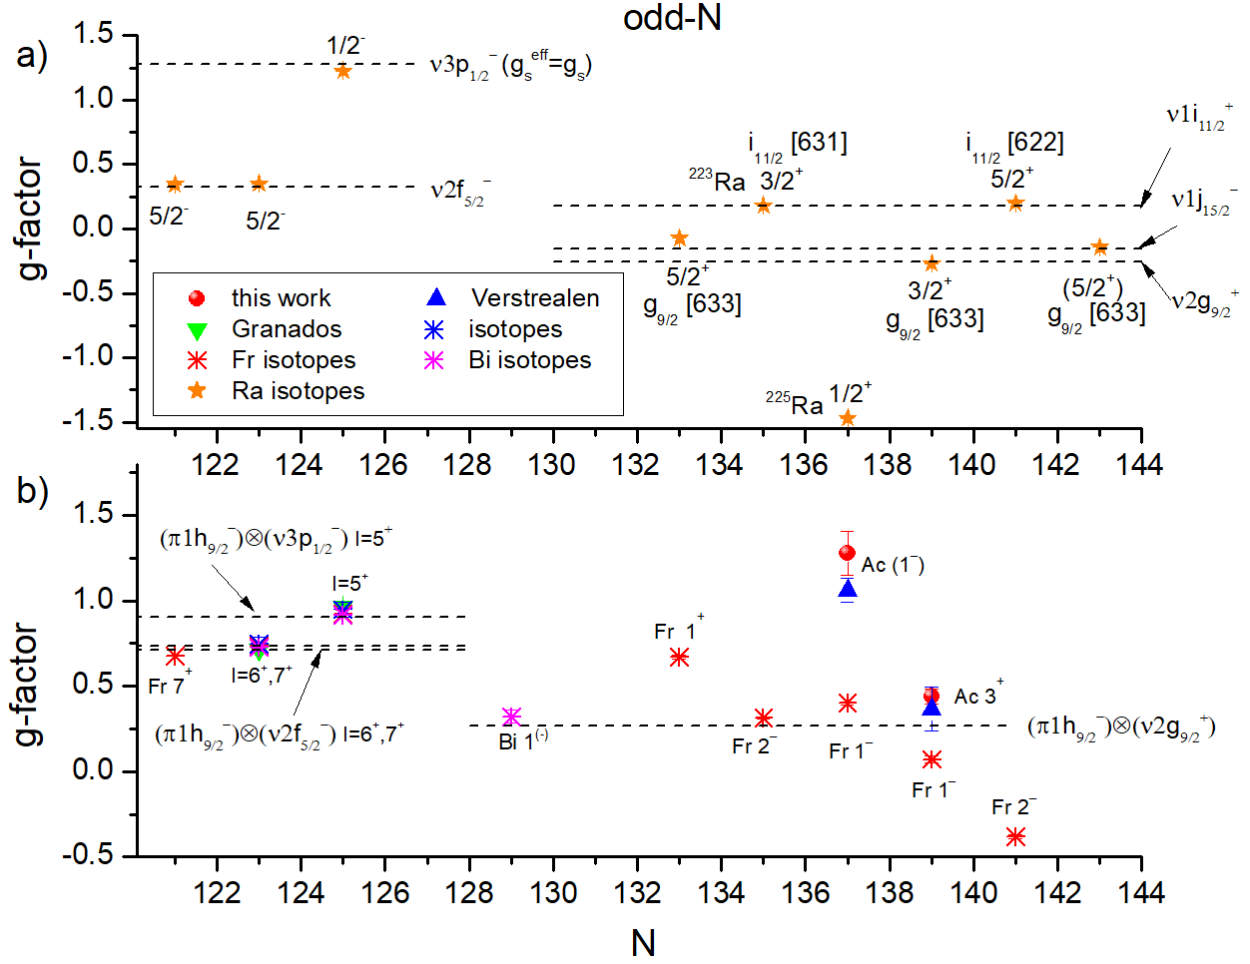 odd-N
a)
g-factor
1.5
1.0
0.5
0.0
-0.5
-1.0
-1.5
1/2⁻
ν3p₁/₂⁻ (gₛᵉᶠᶠ=gₛ)
ν2f₅/₂⁻
5/2⁻
5/2⁻
i₁₁/₂ [631]
²²³Ra 3/2⁺
i₁₁/₂ [622]
5/2⁺
ν1i₁₁/₂⁺
ν1j₁₅/₂⁻
ν2g₉/₂⁺
5/2⁺
g₉/₂ [633]
3/2⁺
g₉/₂ [633]
(5/2⁺)
g₉/₂ [633]
²²⁵Ra 1/2⁺
this work
Granados
Fr isotopes
Ra isotopes
Verstrealen
isotopes
Bi isotopes
122 124 126 128 130 132 134 136 138 140 142 144
b)
g-factor
1.5
1.0
0.5
0.0
-0.5
(π1h₉/₂⁻)⊗(ν3p₁/₂⁻) I=5⁺
I=5⁺
Fr 7⁺
I=6⁺,7⁺
(π1h₉/₂⁻)⊗(ν2f₅/₂⁻) I=6⁺,7⁺
Bi 1⁽⁻⁾
Fr 1⁺
Fr 2⁻
Fr 1⁻
Ac (1⁻)
Ac 3⁺
Fr 1⁻
Fr 2⁻
(π1h₉/₂⁻)⊗(ν2g₉/₂⁺)
122 124 126 128 130 132 134 136 138 140 142 144
N